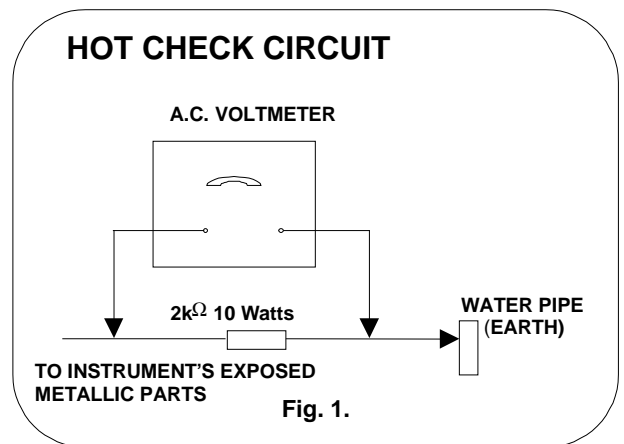 HOT CHECK CIRCUIT
A.C. VOLTMETER
2kΩ 10 Watts
WATER PIPE
(EARTH)
TO INSTRUMENT'S EXPOSED
METALLIC PARTS
Fig. 1.